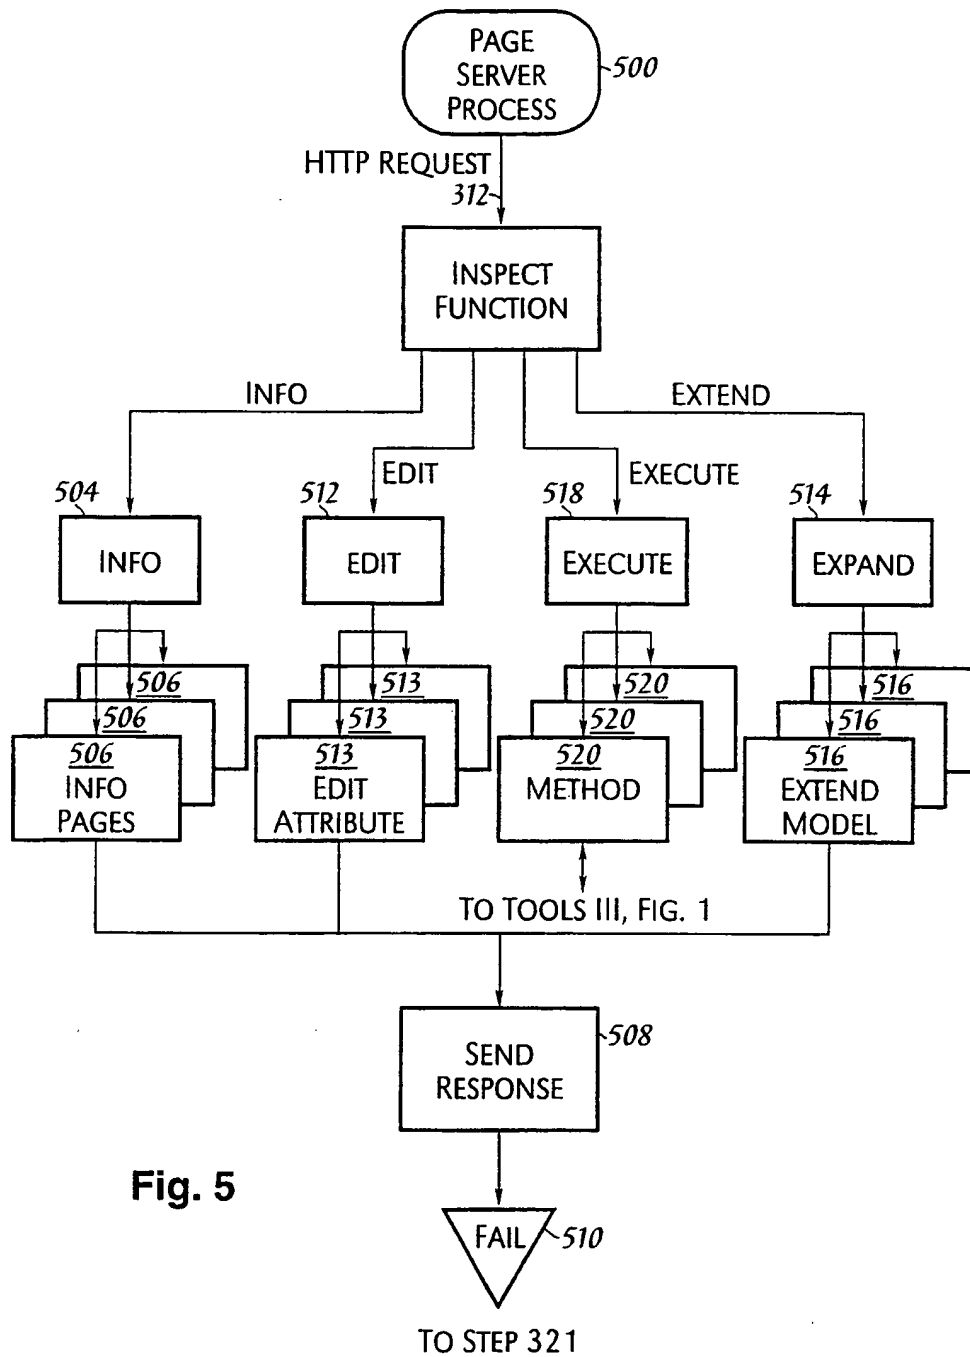 PAGE
SERVER
PROCESS
500
HTTP REQUEST
312
INSPECT
FUNCTION
INFO
EXTEND
EDIT
EXECUTE
504
512
518
514
INFO
EDIT
EXECUTE
EXPAND
506
513
520
516
506
513
520
516
506
INFO
PAGES
513
EDIT
ATTRIBUTE
520
METHOD
516
EXTEND
MODEL
TO TOOLS III, FIG. 1
SEND
RESPONSE
508
Fig. 5
FAIL
510
TO STEP 321